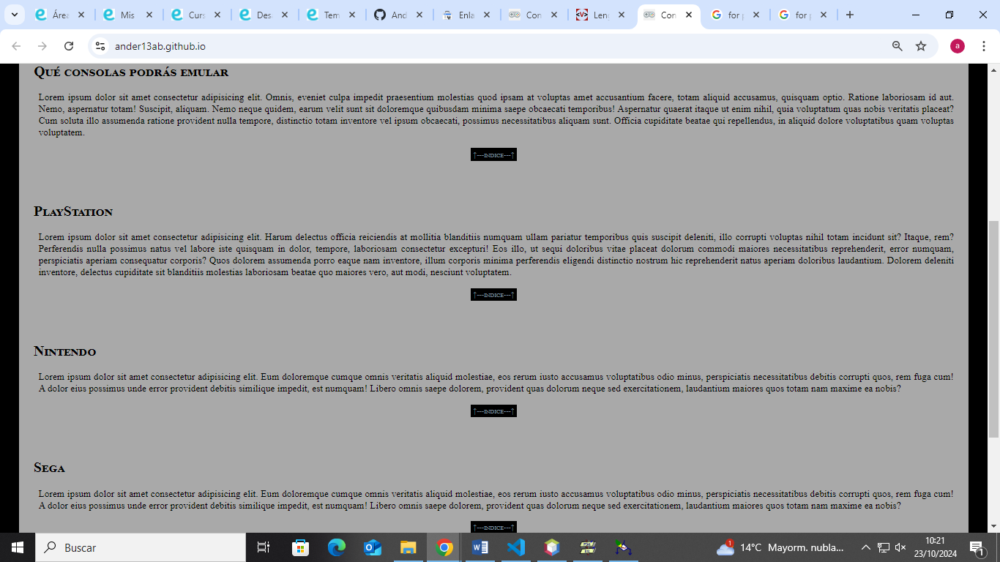 Área
Mis
Curs
Desa
Tem
And
Enla
Con
Leng
Con
for p
for p
ander13ab.github.io
a
Qué consolas podrás emular
Lorem ipsum dolor sit amet consectetur adipisicing elit. Omnis, eveniet culpa impedit praesentium molestias quod ipsam at voluptas amet accusantium facere, totam aliquid accusamus, quisquam optio. Ratione laboriosam id aut.
Nemo, aspernatur totam! Suscipit, aliquam. Nemo neque quidem, earum velit sunt sit doloremque quibusdam minima saepe obcaecati temporibus! Aspernatur quaerat itaque ut enim nihil, quia voluptatum quas nobis veritatis placeat?
Cum soluta illo assumenda ratione provident nulla tempore, distinctio totam inventore vel ipsum obcaecati, possimus necessitatibus aliquam sunt. Officia cupiditate beatae qui repellendus, in aliquid dolore voluptatibus quam voluptas
voluptatem.
↑---indice---↑
PlayStation
Lorem ipsum dolor sit amet consectetur adipisicing elit. Harum delectus officia reiciendis at mollitia blanditiis numquam ullam pariatur temporibus quis suscipit deleniti, illo corrupti voluptas nihil totam incidunt sit? Itaque, rem?
Perferendis nulla possimus natus vel labore iste quisquam in dolor, tempore, laboriosam consectetur excepturi! Eos illo, ut sequi doloribus vitae placeat dolorum commodi maiores necessitatibus reprehenderit, error numquam,
perspiciatis aperiam consequatur corporis? Quos dolorem assumenda porro eaque nam inventore, illum corporis minima perferendis eligendi distinctio nostrum hic reprehenderit natus aperiam doloribus laudantium. Dolorem deleniti
inventore, delectus cupiditate sit blanditiis molestias laboriosam beatae quo maiores vero, aut modi, nesciunt voluptatem.
↑---indice---↑
Nintendo
Lorem ipsum dolor sit amet consectetur adipisicing elit. Eum doloremque cumque omnis veritatis aliquid molestiae, eos rerum iusto accusamus voluptatibus odio minus, perspiciatis necessitatibus debitis corrupti quos, rem fuga cum!
A dolor eius possimus unde error provident debitis similique impedit, est numquam! Libero omnis saepe dolorem, provident quas dolorum neque sed exercitationem, laudantium maiores quos totam nam maxime ea nobis?
↑---indice---↑
Sega
Lorem ipsum dolor sit amet consectetur adipisicing elit. Eum doloremque cumque omnis veritatis aliquid molestiae, eos rerum iusto accusamus voluptatibus odio minus, perspiciatis necessitatibus debitis corrupti quos, rem fuga cum!
A dolor eius possimus unde error provident debitis similique impedit, est numquam! Libero omnis saepe dolorem, provident quas dolorum neque sed exercitationem, laudantium maiores quos totam nam maxime ea nobis?
↑---indice---↑
Buscar
1
14°C Mayorm. nubla...
10:21
23/10/2024
1